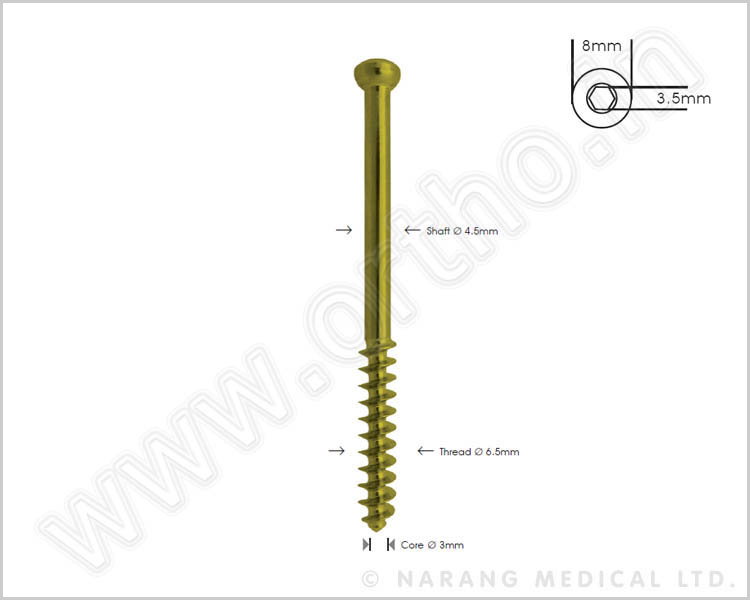 8mm
3.5mm
Shaft Ø 4.5mm
Thread Ø 6.5mm
Core Ø 3mm
www.ortho.in
© NARANG MEDICAL LTD.